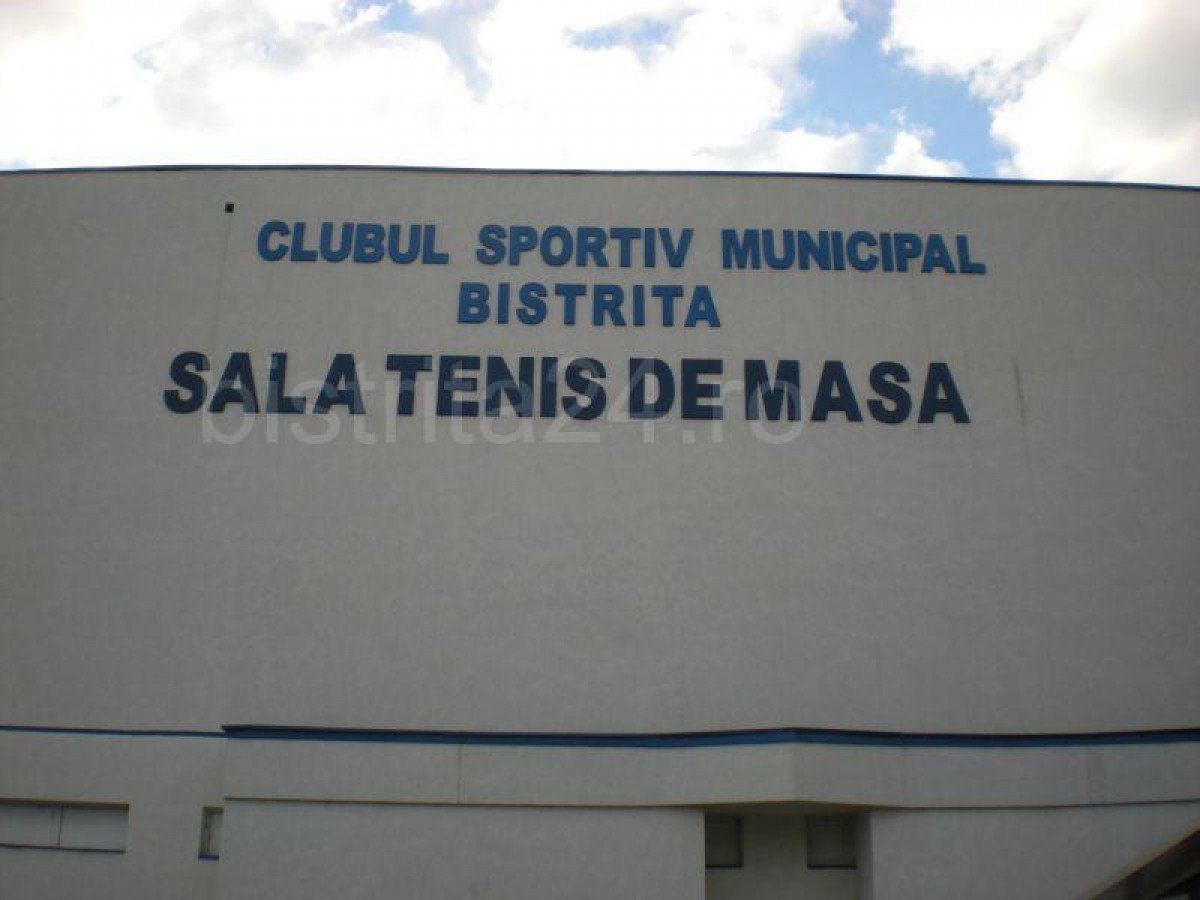 CLUBUL SPORTIV MUNICIPAL
BISTRITA
SALA TENIS DE MASA
bistrita24.ro